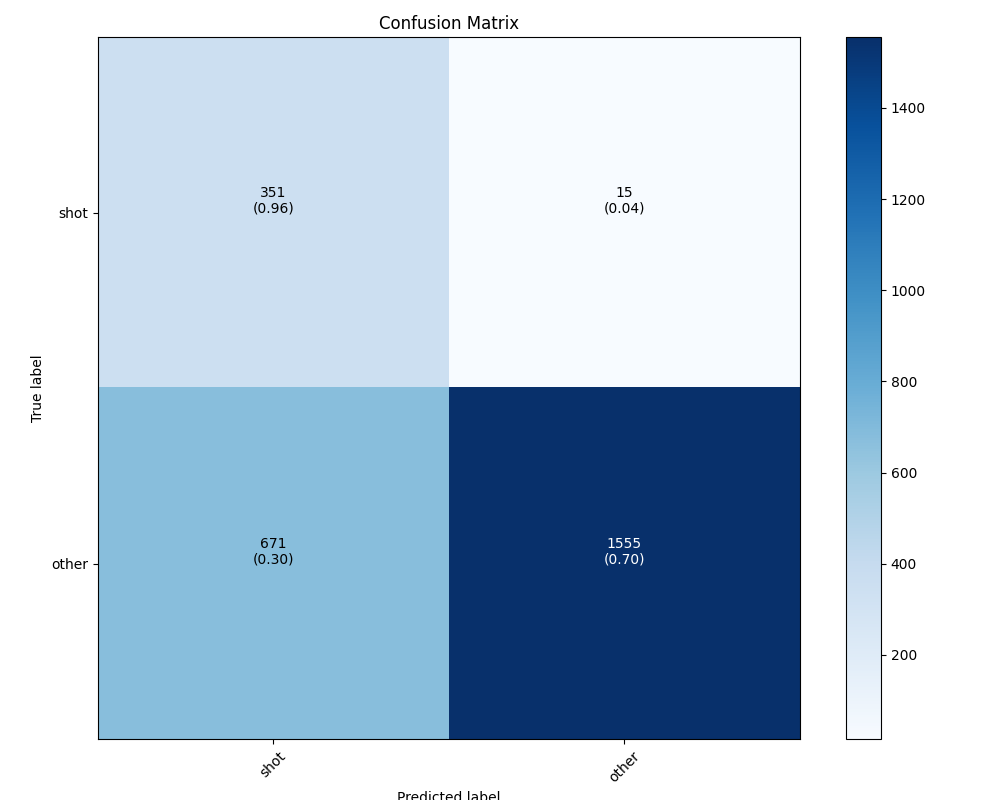 Confusion Matrix
True label
shot
other
351
(0.96)
15
(0.04)
671
(0.30)
1555
(0.70)
shot
other
Predicted label
1400
1200
1000
800
600
400
200